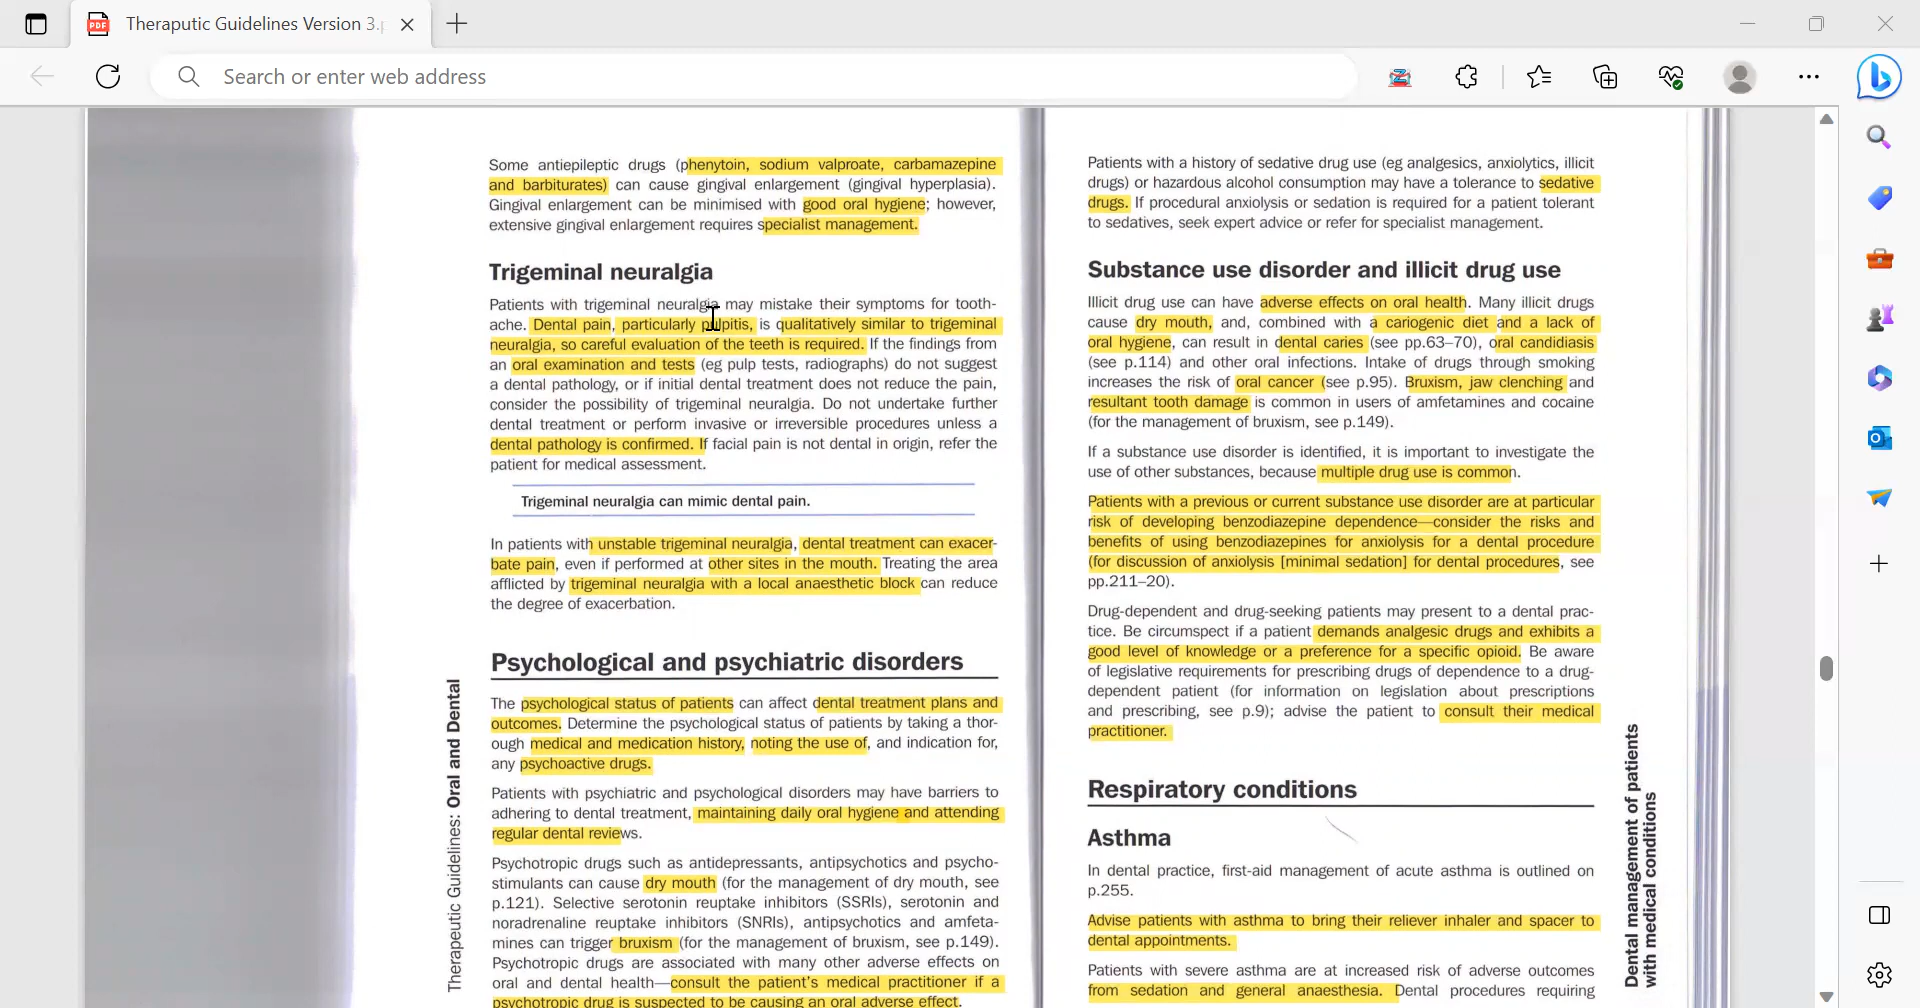 Theraputic Guidelines Version 3.
Search or enter web address
Some antiepileptic drugs (phenytoin, sodium valproate, carbamazepine
and barbiturates) can cause gingival enlargement (gingival hyperplasia).
Gingival enlargement can be minimised with good oral hygiene; however,
extensive gingival enlargement requires specialist management.
Trigeminal neuralgia
Patients with trigeminal neuralgia may mistake their symptoms for tooth-
ache. Dental pain, particularly pulpitis, is qualitatively similar to trigeminal
neuralgia, so careful evaluation of the teeth is required. If the findings from
an oral examination and tests (eg pulp tests, radiographs) do not suggest
a dental pathology, or if initial dental treatment does not reduce the pain,
consider the possibility of trigeminal neuralgia. Do not undertake further
dental treatment or perform invasive or irreversible procedures unless a
dental pathology is confirmed. If facial pain is not dental in origin, refer the
patient for medical assessment.
Trigeminal neuralgia can mimic dental pain.
In patients with unstable trigeminal neuralgia, dental treatment can exacer-
bate pain, even if performed at other sites in the mouth. Treating the area
afflicted by trigeminal neuralgia with a local anaesthetic block can reduce
the degree of exacerbation.
Psychological and psychiatric disorders
The psychological status of patients can affect dental treatment plans and
outcomes. Determine the psychological status of patients by taking a thor-
ough medical and medication history, noting the use of, and indication for,
any psychoactive drugs.
Patients with psychiatric and psychological disorders may have barriers to
adhering to dental treatment, maintaining daily oral hygiene and attending
regular dental reviews.
Psychotropic drugs such as antidepressants, antipsychotics and psycho-
stimulants can cause dry mouth (for the management of dry mouth, see
p.121). Selective serotonin reuptake inhibitors (SSRIs), serotonin and
noradrenaline reuptake inhibitors (SNRIs), antipsychotics and amfeta-
mines can trigger bruxism (for the management of bruxism, see p.149).
Psychotropic drugs are associated with many other adverse effects on
oral and dental health—consult the patient's medical practitioner if a
psychotropic drug is suspected to be causing an oral adverse effect.
Therapeutic Guidelines: Oral and Dental
Patients with a history of sedative drug use (eg analgesics, anxiolytics, illicit
drugs) or hazardous alcohol consumption may have a tolerance to sedative
drugs. If procedural anxiolysis or sedation is required for a patient tolerant
to sedatives, seek expert advice or refer for specialist management.
Substance use disorder and illicit drug use
Illicit drug use can have adverse effects on oral health. Many illicit drugs
cause dry mouth, and, combined with a cariogenic diet and a lack of
oral hygiene, can result in dental caries (see pp.63–70), oral candidiasis
(see p.114) and other oral infections. Intake of drugs through smoking
increases the risk of oral cancer (see p.95). Bruxism, jaw clenching and
resultant tooth damage is common in users of amfetamines and cocaine
(for the management of bruxism, see p.149).
If a substance use disorder is identified, it is important to investigate the
use of other substances, because multiple drug use is common.
Patients with a previous or current substance use disorder are at particular
risk of developing benzodiazepine dependence—consider the risks and
benefits of using benzodiazepines for anxiolysis for a dental procedure
(for discussion of anxiolysis [minimal sedation] for dental procedures, see
pp.211–20).
Drug-dependent and drug-seeking patients may present to a dental prac-
tice. Be circumspect if a patient demands analgesic drugs and exhibits a
good level of knowledge or a preference for a specific opioid. Be aware
of legislative requirements for prescribing drugs of dependence to a drug-
dependent patient (for information on legislation about prescriptions
and prescribing, see p.9); advise the patient to consult their medical
practitioner.
Respiratory conditions
Asthma
In dental practice, first-aid management of acute asthma is outlined on
p.255.
Advise patients with asthma to bring their reliever inhaler and spacer to
dental appointments.
Patients with severe asthma are at increased risk of adverse outcomes
from sedation and general anaesthesia. Dental procedures requiring
Dental management of patients
with medical conditions